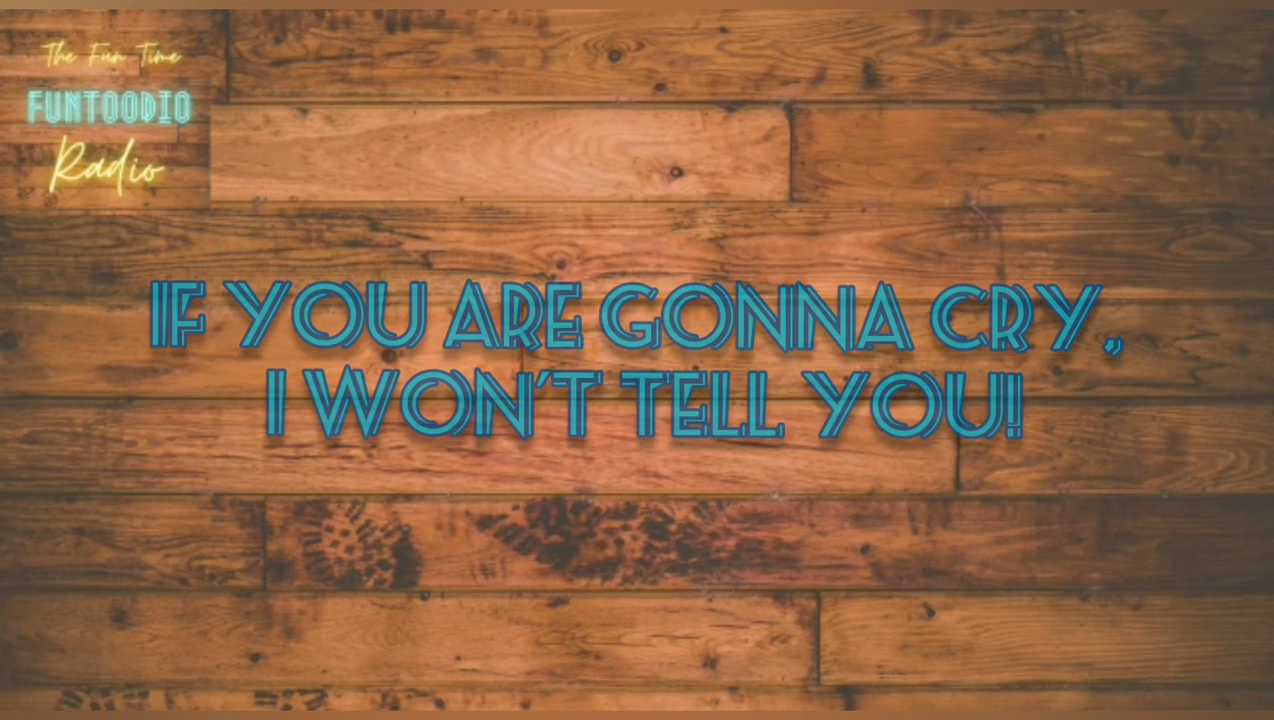 The Fun Time
FUNTOODIO
Radio
IF YOU ARE GONNA CRY,
I WON'T TELL YOU!